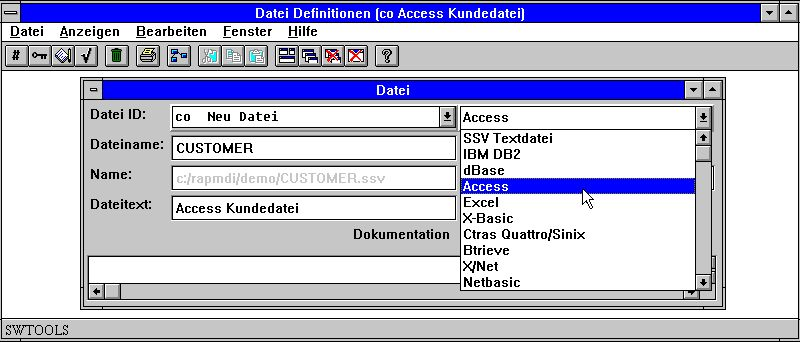 Datei Definitionen (co Access Kundedatei)
Datei Anzeigen Bearbeiten Fenster Hilfe
# ?
Datei
Datei ID: co Neu Datei Access
Dateiname: CUSTOMER
Name: c:/rapmdi/demo/CUSTOMER.ssv
Dateitext: Access Kundedatei
Dokumentation
SSV Textdatei
IBM DB2
dBase
Access
Excel
X-Basic
Ctras Quattro/Sinix
Btrieve
X/Net
Netbasic
SWTOOLS